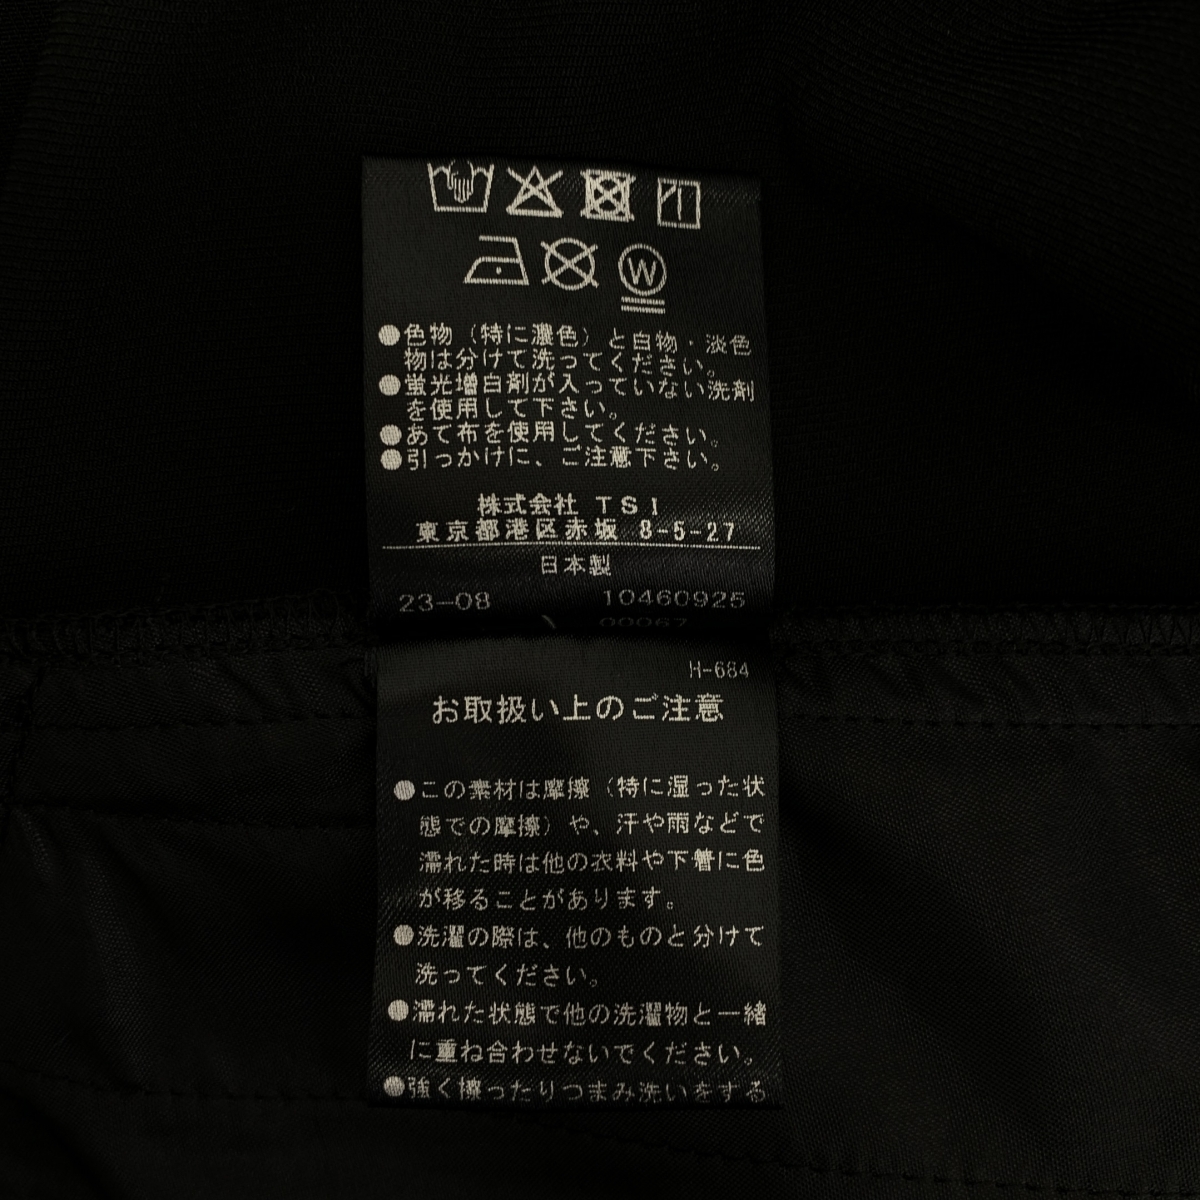 W
●色物(特に濃色)と白物・淡色
物は分けて洗ってください。
●蛍光増白剤が入っていない洗剤
を使用して下さい。
●あて布を使用してください。
●引っかけに、ご注意下さい。
株式会社 TSI
東京都港区赤坂 8-5-27
日本製
23-08 10460925
00067
H-684
お取扱い上のご注意
●この素材は摩擦(特に湿った状
態での摩擦)や、汗や雨などで
濡れた時は他の衣料や下着に色
が移ることがあります。
●洗濯の際は、他のものと分けて
洗ってください。
●濡れた状態で他の洗濯物と一緒
に重ね合わせないでください。
●強く擦ったりつまみ洗いをする